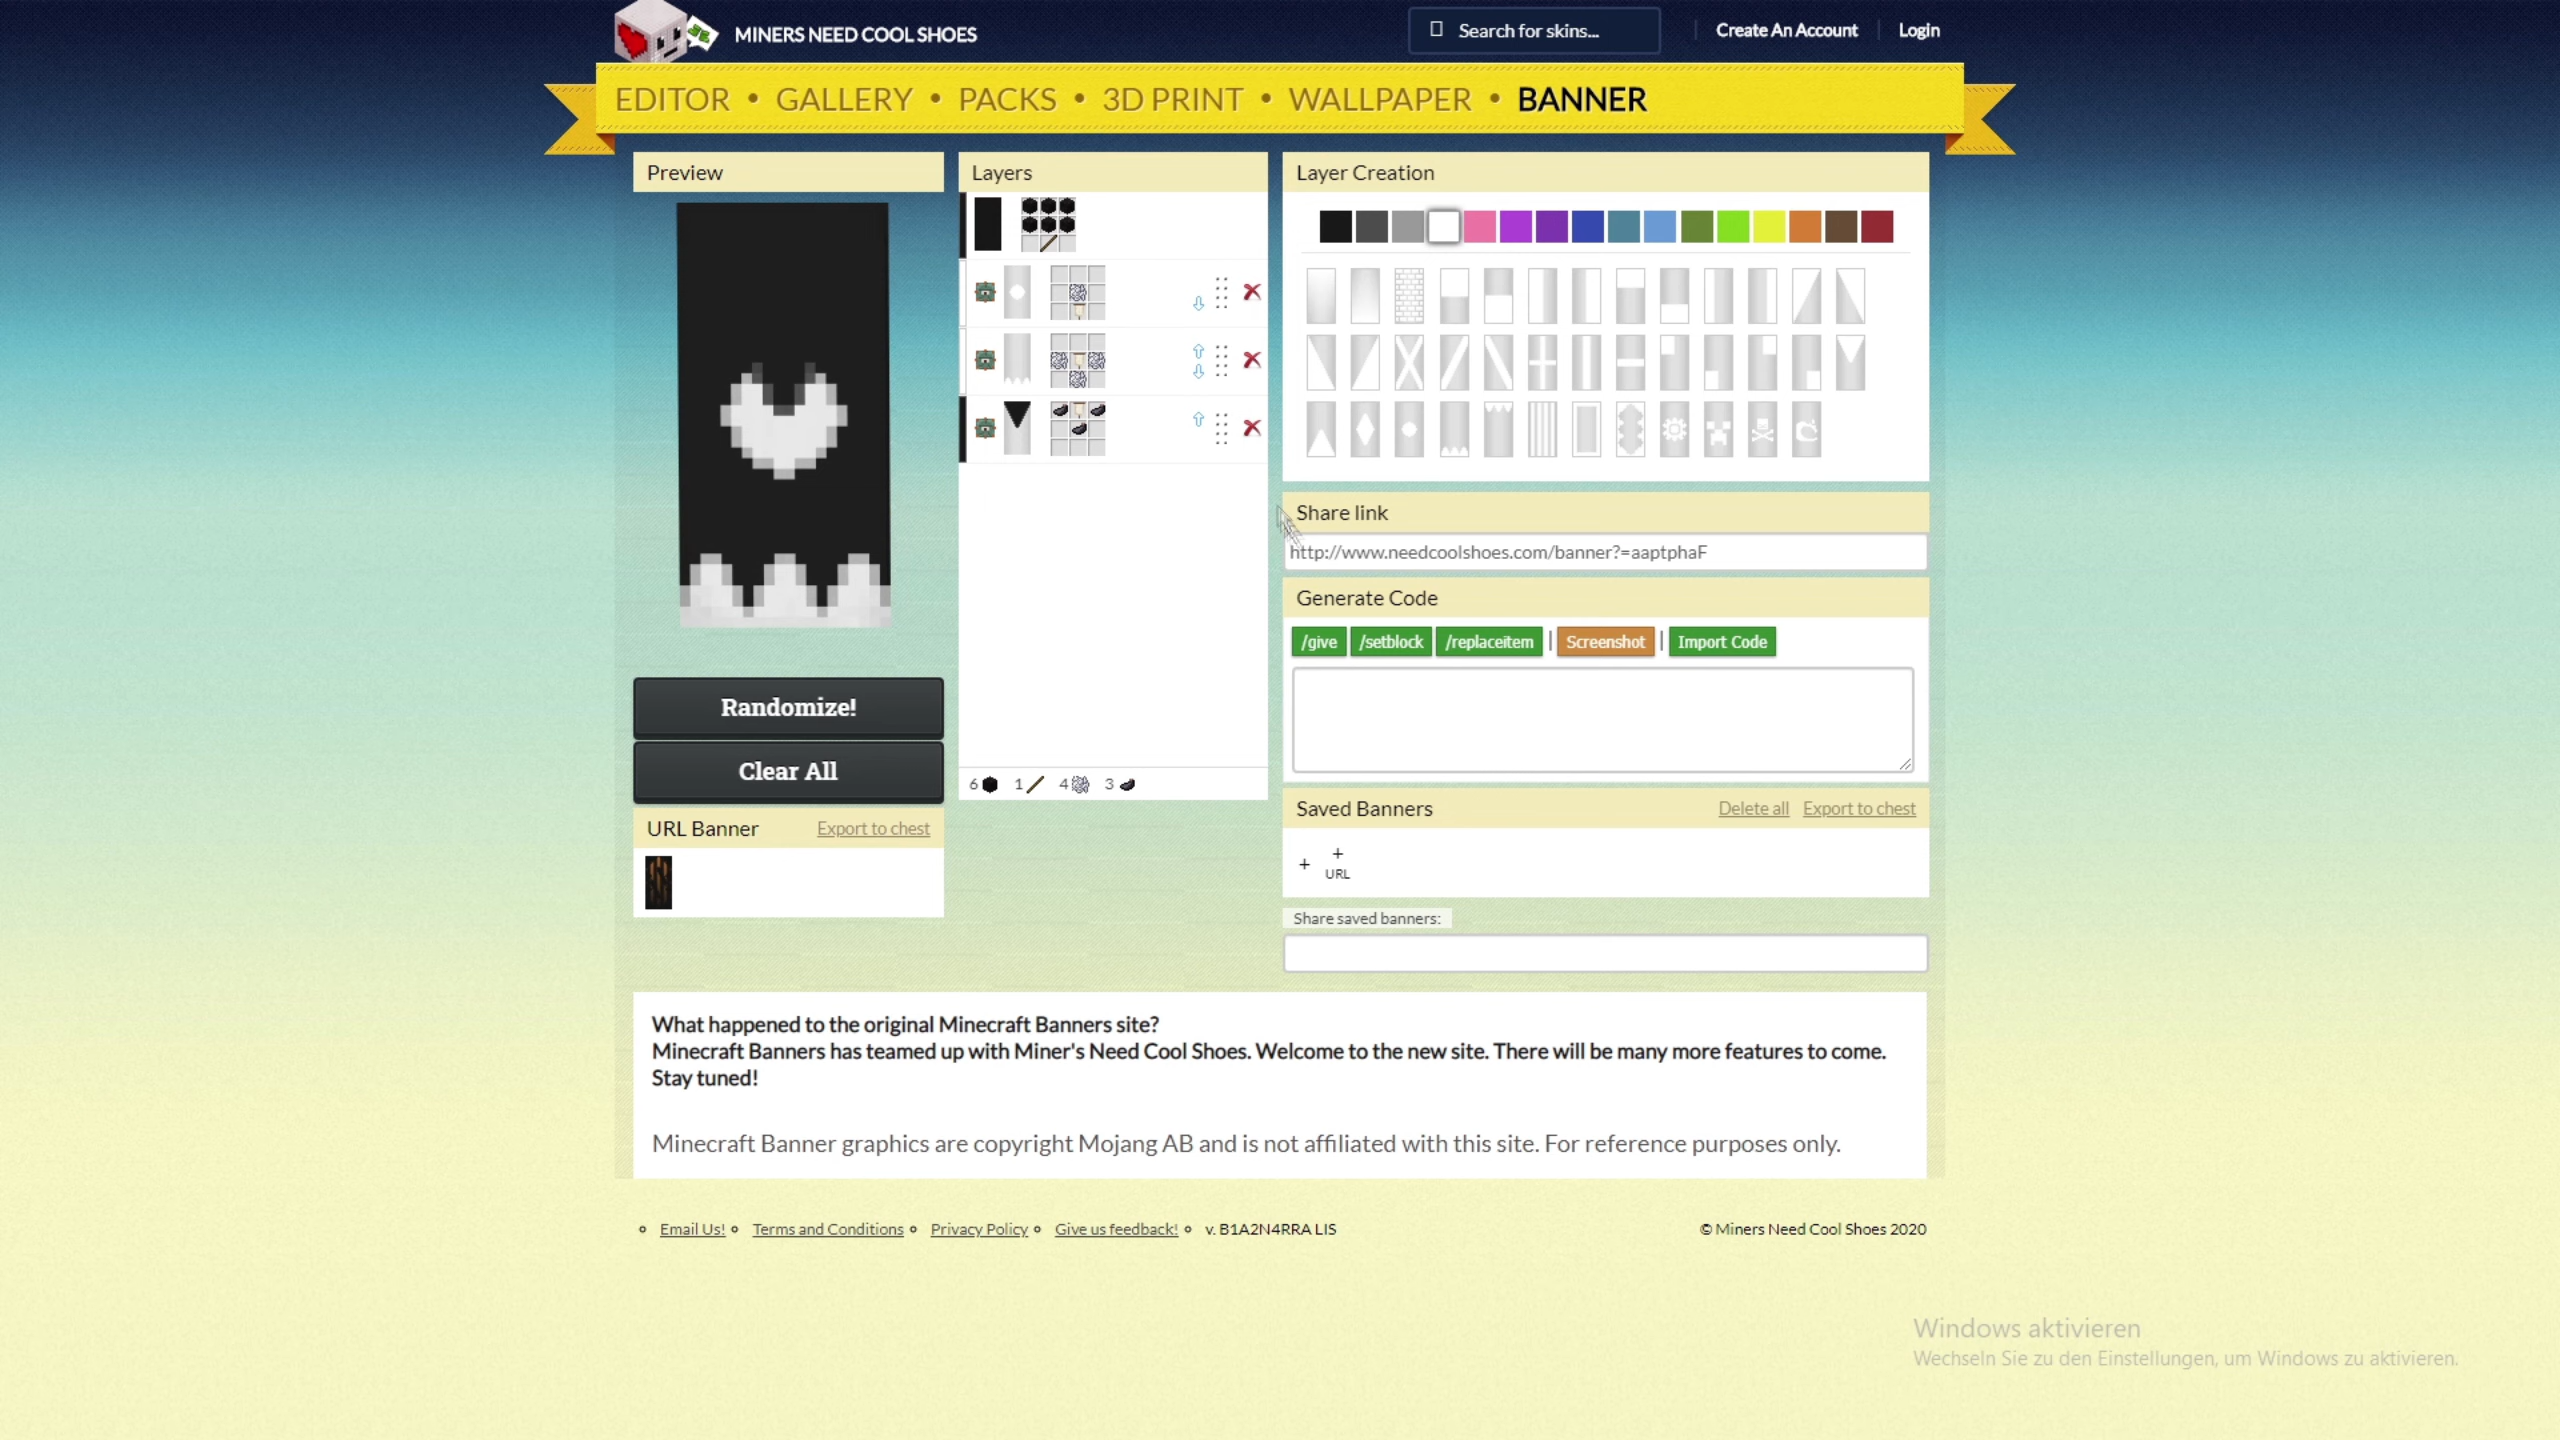 MINERS NEED COOL SHOES
Search for skins...
Create An Account
Login
EDITOR • GALLERY • PACKS • 3D PRINT • WALLPAPER • BANNER
Preview
Layers
Layer Creation
Share link
http://www.needcoolshoes.com/banner?=aaptphaF
Generate Code
/give /setblock /replaceitem | Screenshot | Import Code
Randomize!
Clear All
6 1 4 3
URL Banner Export to chest
Saved Banners Delete all Export to chest
+ +
URL
Share saved banners:
What happened to the original Minecraft Banners site?
Minecraft Banners has teamed up with Miner's Need Cool Shoes. Welcome to the new site. There will be many more features to come.
Stay tuned!
Minecraft Banner graphics are copyright Mojang AB and is not affiliated with this site. For reference purposes only.
Email Us! Terms and Conditions Privacy Policy Give us feedback! v. B1A2N4RRA LIS
© Miners Need Cool Shoes 2020
Windows aktivieren
Wechseln Sie zu den Einstellungen, um Windows zu aktivieren.